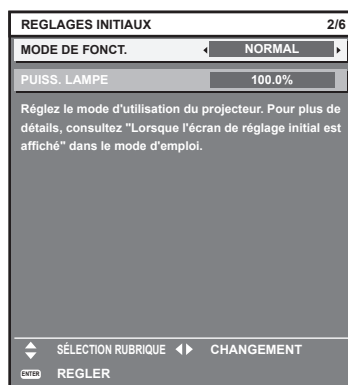 REGLAGES INITIAUX 2/6
MODE DE FONCT. NORMAL
PUISS. LAMPE 100.0%
Réglez le mode d'utilisation du projecteur. Pour plus de
détails, consultez "Lorsque l'écran de réglage initial est
affiché" dans le mode d'emploi.
SÉLECTION RUBRIQUE CHANGEMENT
ENTER REGLER